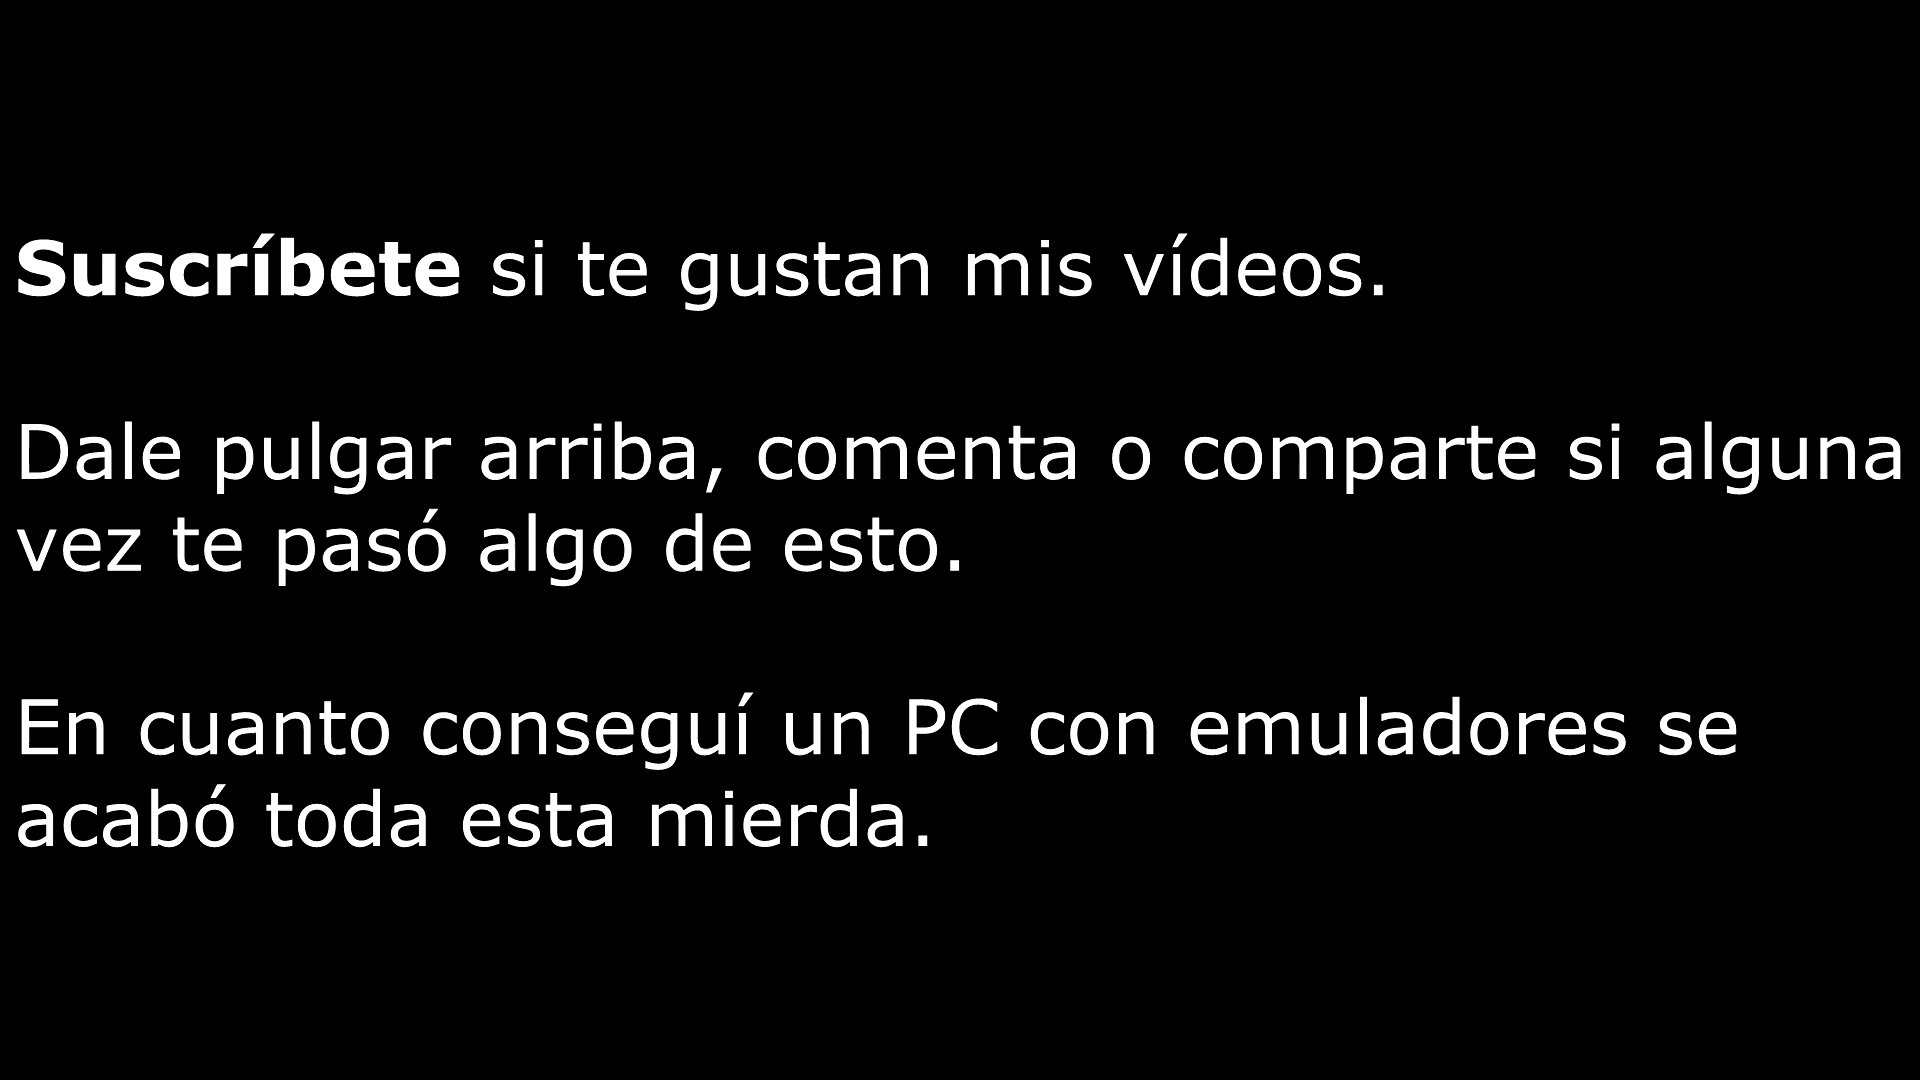 Suscríbete si te gustan mis vídeos.
Dale pulgar arriba, comenta o comparte si alguna
vez te pasó algo de esto.
En cuanto conseguí un PC con emuladores se
acabó toda esta mierda.